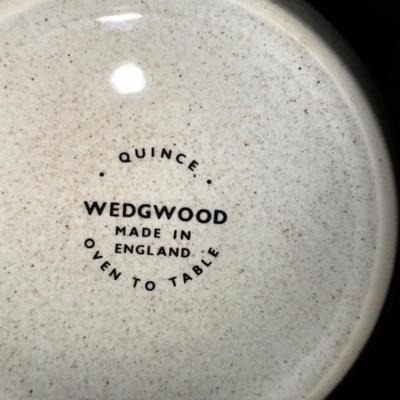 • QUINCE •
WEDGWOOD
MADE IN
ENGLAND
OVEN TO TABLE